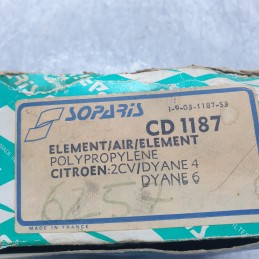 1-9-03-1187-53
SOPARIS
CD 1187
ELEMENT/AIR/ELEMENT
POLYPROPYLENE
CITROEN:2CV/DYANE 4
DYANE 6
MADE IN FRANCE